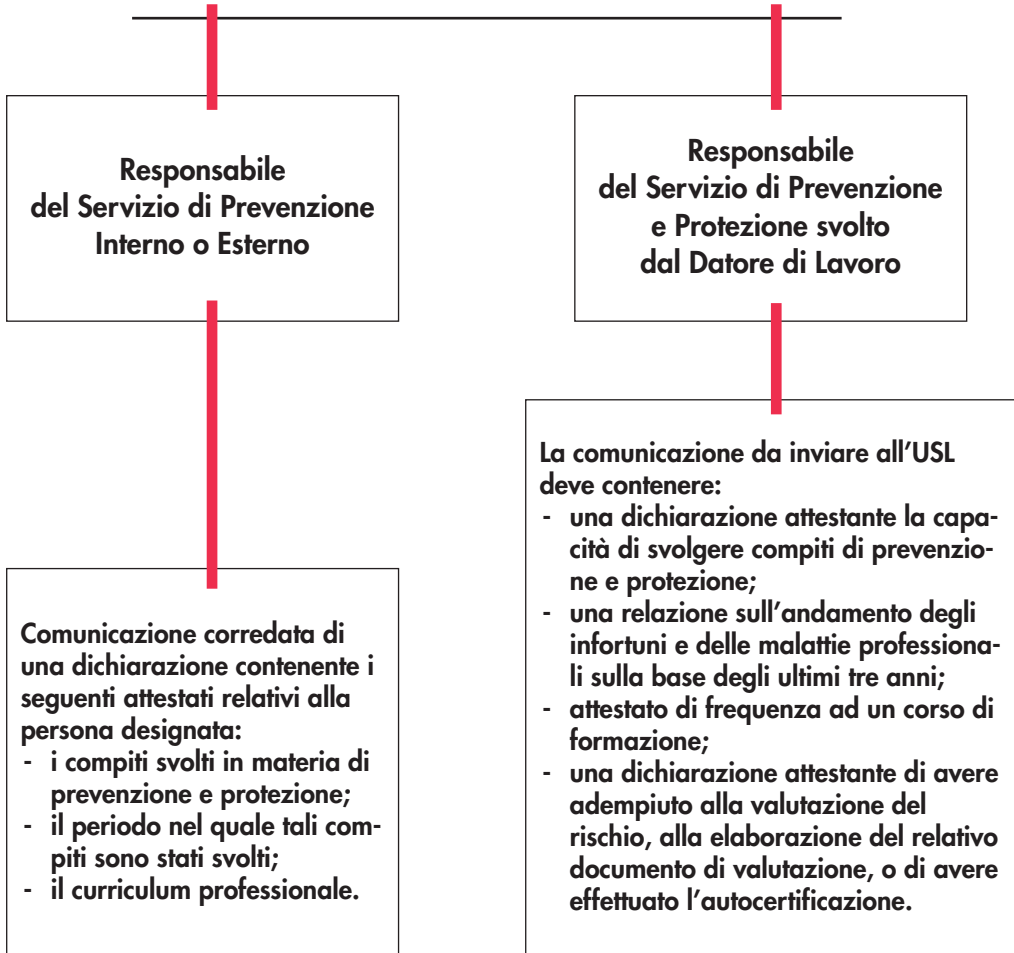 Responsabile
del Servizio di Prevenzione
Interno o Esterno
Responsabile
del Servizio di Prevenzione
e Protezione svolto
dal Datore di Lavoro
Comunicazione corredata di
una dichiarazione contenente i
seguenti attestati relativi alla
persona designata:
- i compiti svolti in materia di
prevenzione e protezione;
- il periodo nel quale tali com-
piti sono stati svolti;
- il curriculum professionale.
La comunicazione da inviare all'USL
deve contenere:
- una dichiarazione attestante la capa-
cità di svolgere compiti di prevenzio-
ne e protezione;
- una relazione sull'andamento degli
infortuni e delle malattie professiona-
li sulla base degli ultimi tre anni;
- attestato di frequenza ad un corso di
formazione;
- una dichiarazione attestante di avere
adempiuto alla valutazione del
rischio, alla elaborazione del relativo
documento di valutazione, o di avere
effettuato l'autocertificazione.